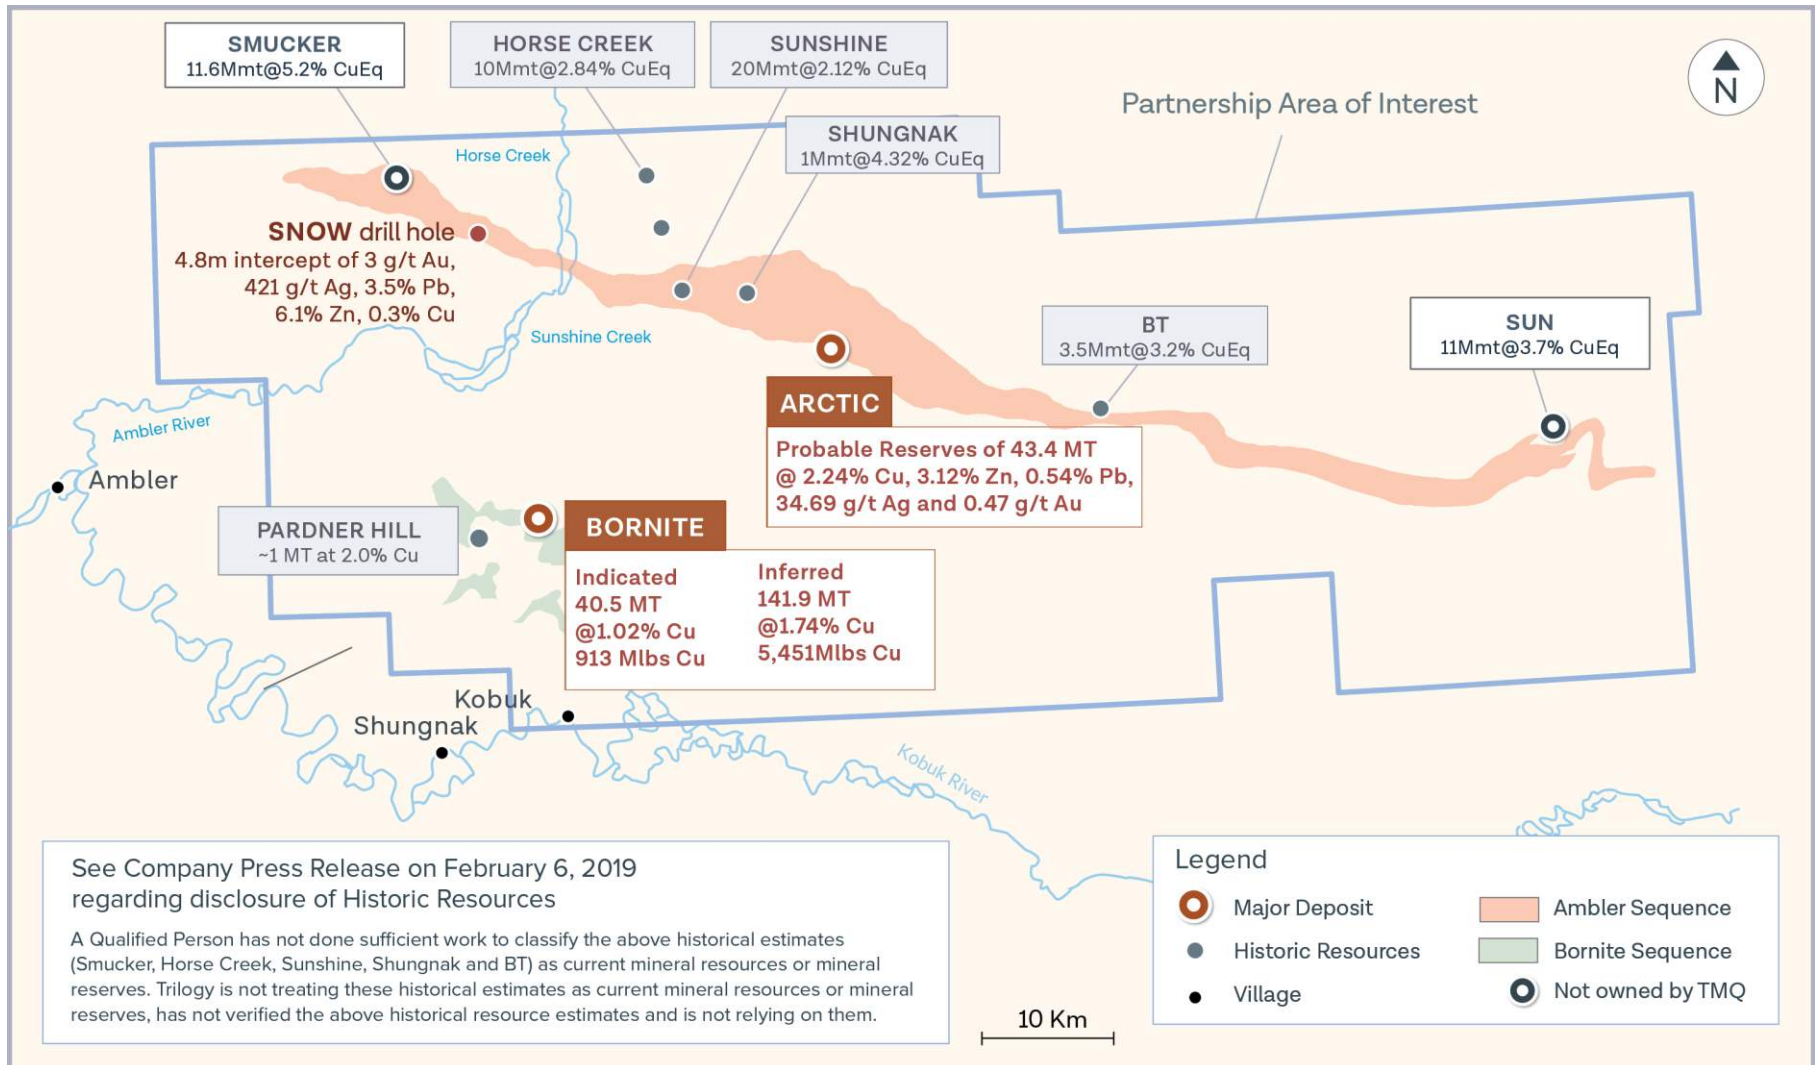 SMUCKER
11.6Mmt@5.2% CuEq
HORSE CREEK
10Mmt@2.84% CuEq
SUNSHINE
20Mmt@2.12% CuEq
SHUNGNAK
1Mmt@4.32% CuEq
Partnership Area of Interest
N
Horse Creek
SNOW drill hole
4.8m intercept of 3 g/t Au,
421 g/t Ag, 3.5% Pb,
6.1% Zn, 0.3% Cu
Sunshine Creek
BT
3.5Mmt@3.2% CuEq
SUN
11Mmt@3.7% CuEq
ARCTIC
Probable Reserves of 43.4 MT
@ 2.24% Cu, 3.12% Zn, 0.54% Pb,
34.69 g/t Ag and 0.47 g/t Au
Ambler River
Ambler
PARDNER HILL
~1 MT at 2.0% Cu
BORNITE
Indicated
40.5 MT
@1.02% Cu
913 Mlbs Cu
Inferred
141.9 MT
@1.74% Cu
5,451Mlbs Cu
Kobuk
Shungnak
Kobuk River
See Company Press Release on February 6, 2019
regarding disclosure of Historic Resources
A Qualified Person has not done sufficient work to classify the above historical estimates
(Smucker, Horse Creek, Sunshine, Shungnak and BT) as current mineral resources or mineral
reserves. Trilogy is not treating these historical estimates as current mineral resources or mineral
reserves, has not verified the above historical resource estimates and is not relying on them.
10 Km
Legend
Major Deposit
Historic Resources
Village
Ambler Sequence
Bornite Sequence
Not owned by TMQ